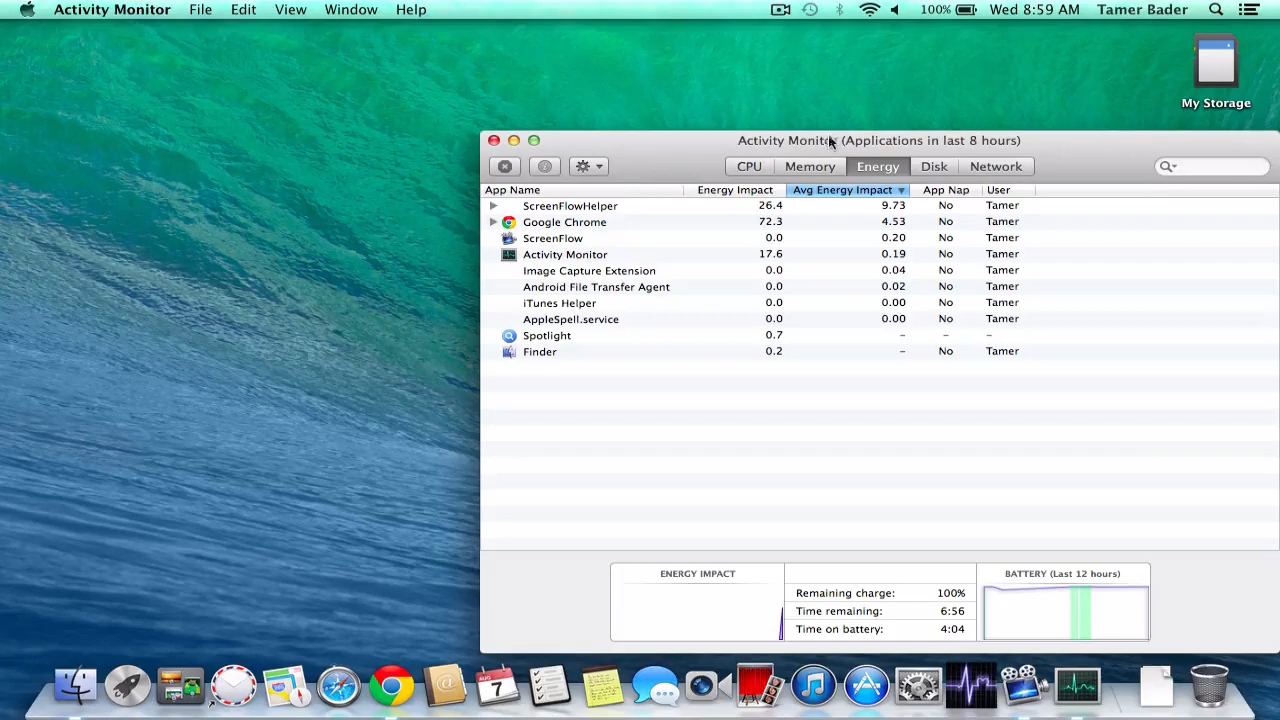 Activity Monitor File Edit View Window Help 100% Wed 8:59 AM Tamer Bader
My Storage
Activity Monitor (Applications in last 8 hours)
CPU Memory Energy Disk Network
App Name Energy Impact Avg Energy Impact App Nap User
ScreenFlowHelper 26.4 9.73 No Tamer
Google Chrome 72.3 4.53 No Tamer
ScreenFlow 0.0 0.20 No Tamer
Activity Monitor 17.6 0.19 No Tamer
Image Capture Extension 0.0 0.04 No Tamer
Android File Transfer Agent 0.0 0.02 No Tamer
iTunes Helper 0.0 0.00 No Tamer
AppleSpell.service 0.0 0.00 No Tamer
Spotlight 0.7 – – –
Finder 0.2 – No Tamer
ENERGY IMPACT BATTERY (Last 12 hours)
Remaining charge: 100%
Time remaining: 6:56
Time on battery: 4:04
AUG
7